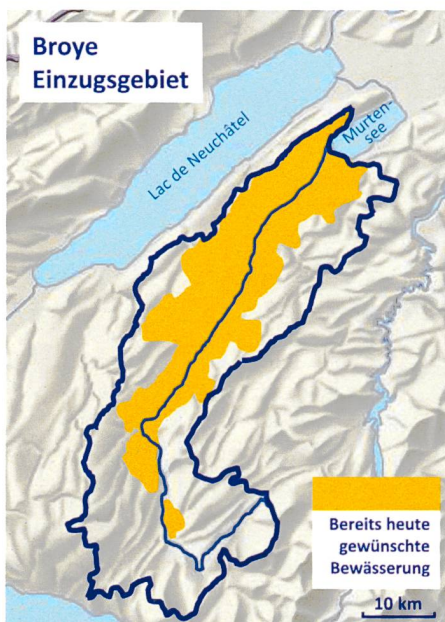 Broye
Einzugsgebiet
Lac de Neuchâtel
Murten-
see
Bereits heute
gewünschte
Bewässerung
10 km